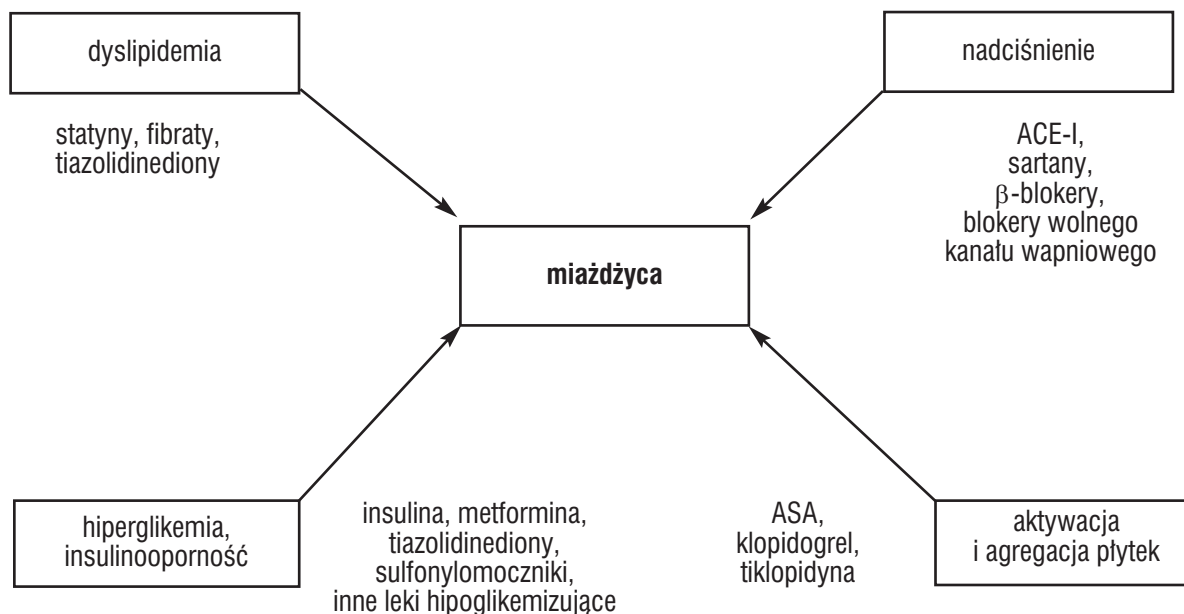 dyslipidemia
statyny, fibraty,
tiazolidinediony
nadciśnienie
ACE-I,
sartany,
β-blokery,
blokery wolnego
kanału wapniowego
miażdżyca
hiperglikemia,
insulinooporność
insulina, metformina,
tiazolidinediony,
sulfonylomoczniki,
inne leki hipoglikemizujące
ASA,
klopidogrel,
tiklopidyna
aktywacja
i agregacja płytek